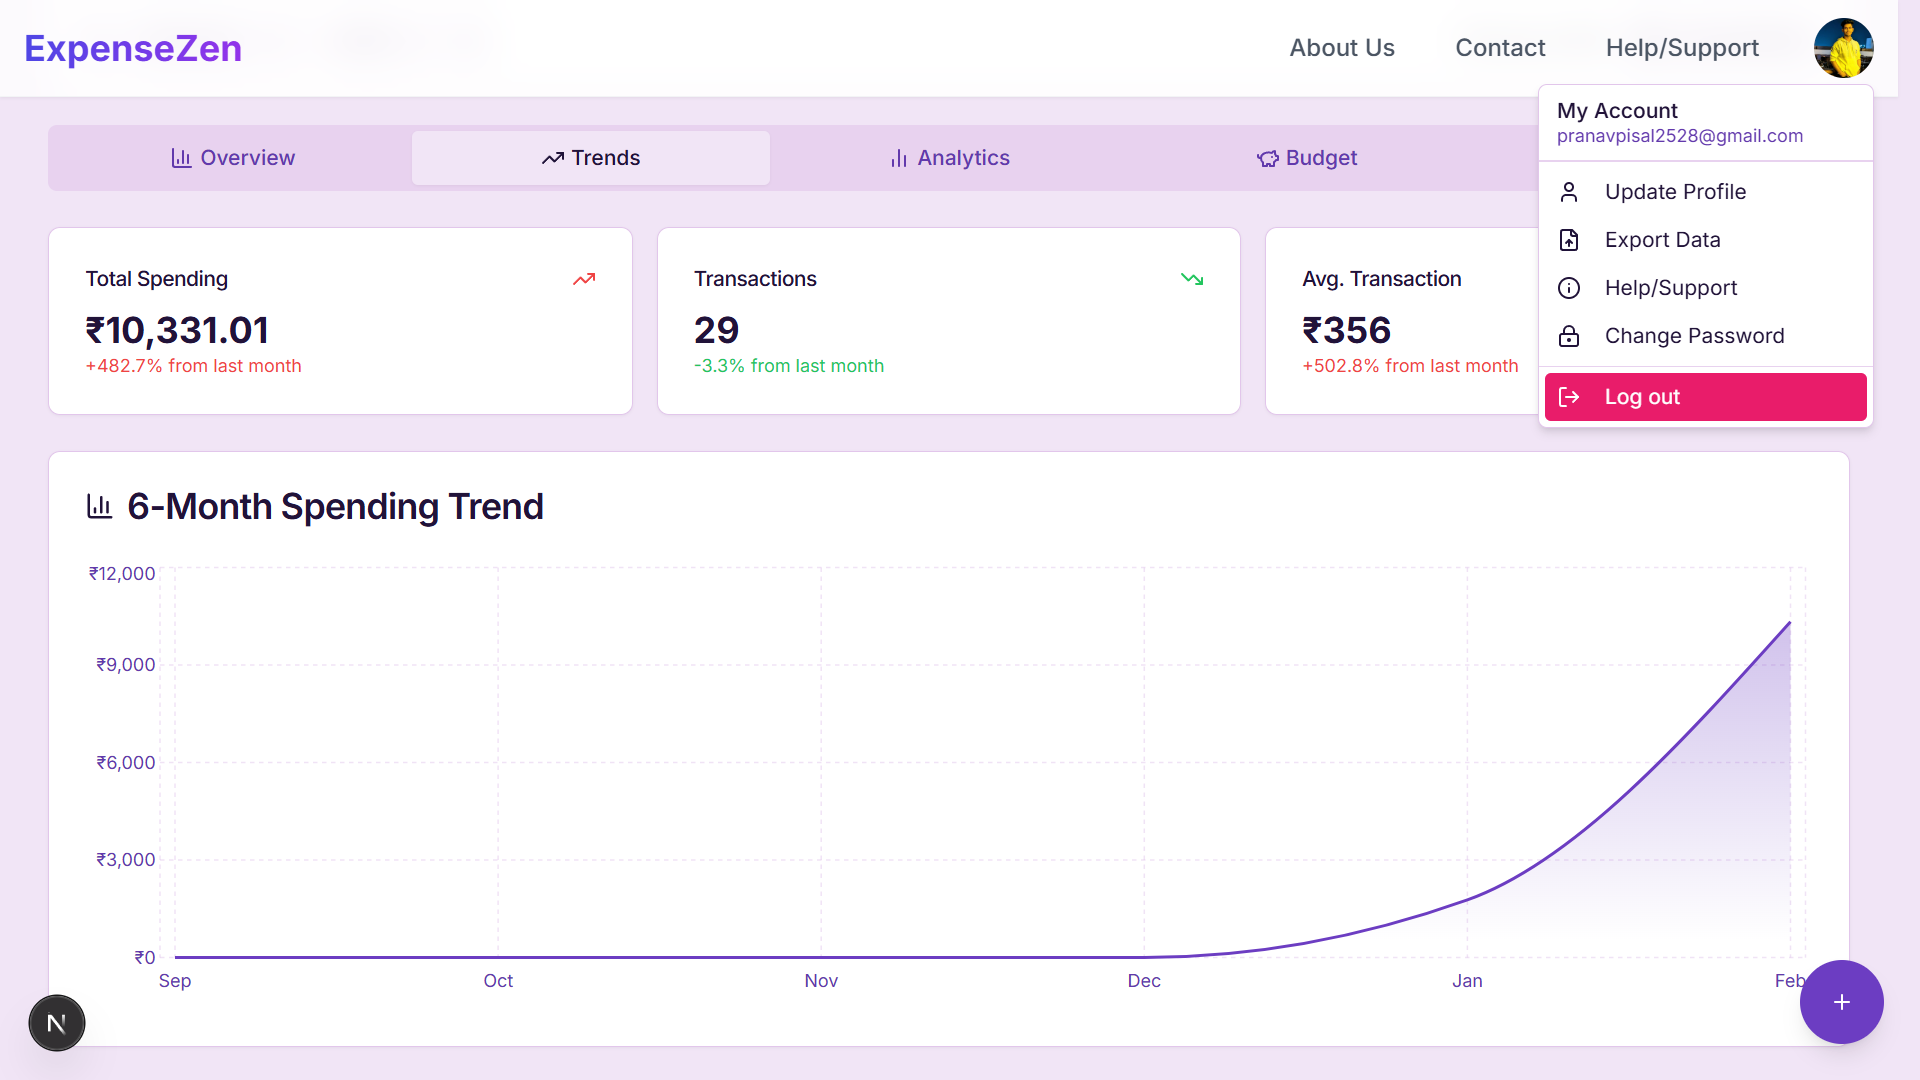 ExpenseZen
About Us
Contact
Help/Support
My Account
pranavpisal2528@gmail.com
Update Profile
Export Data
Help/Support
Change Password
Log out
Overview
Trends
Analytics
Budget
Total Spending
₹10,331.01
+482.7% from last month
Transactions
29
-3.3% from last month
Avg. Transaction
₹356
+502.8% from last month
6-Month Spending Trend
₹12,000
₹9,000
₹6,000
₹3,000
₹0
Sep
Oct
Nov
Dec
Jan
Feb
N
+